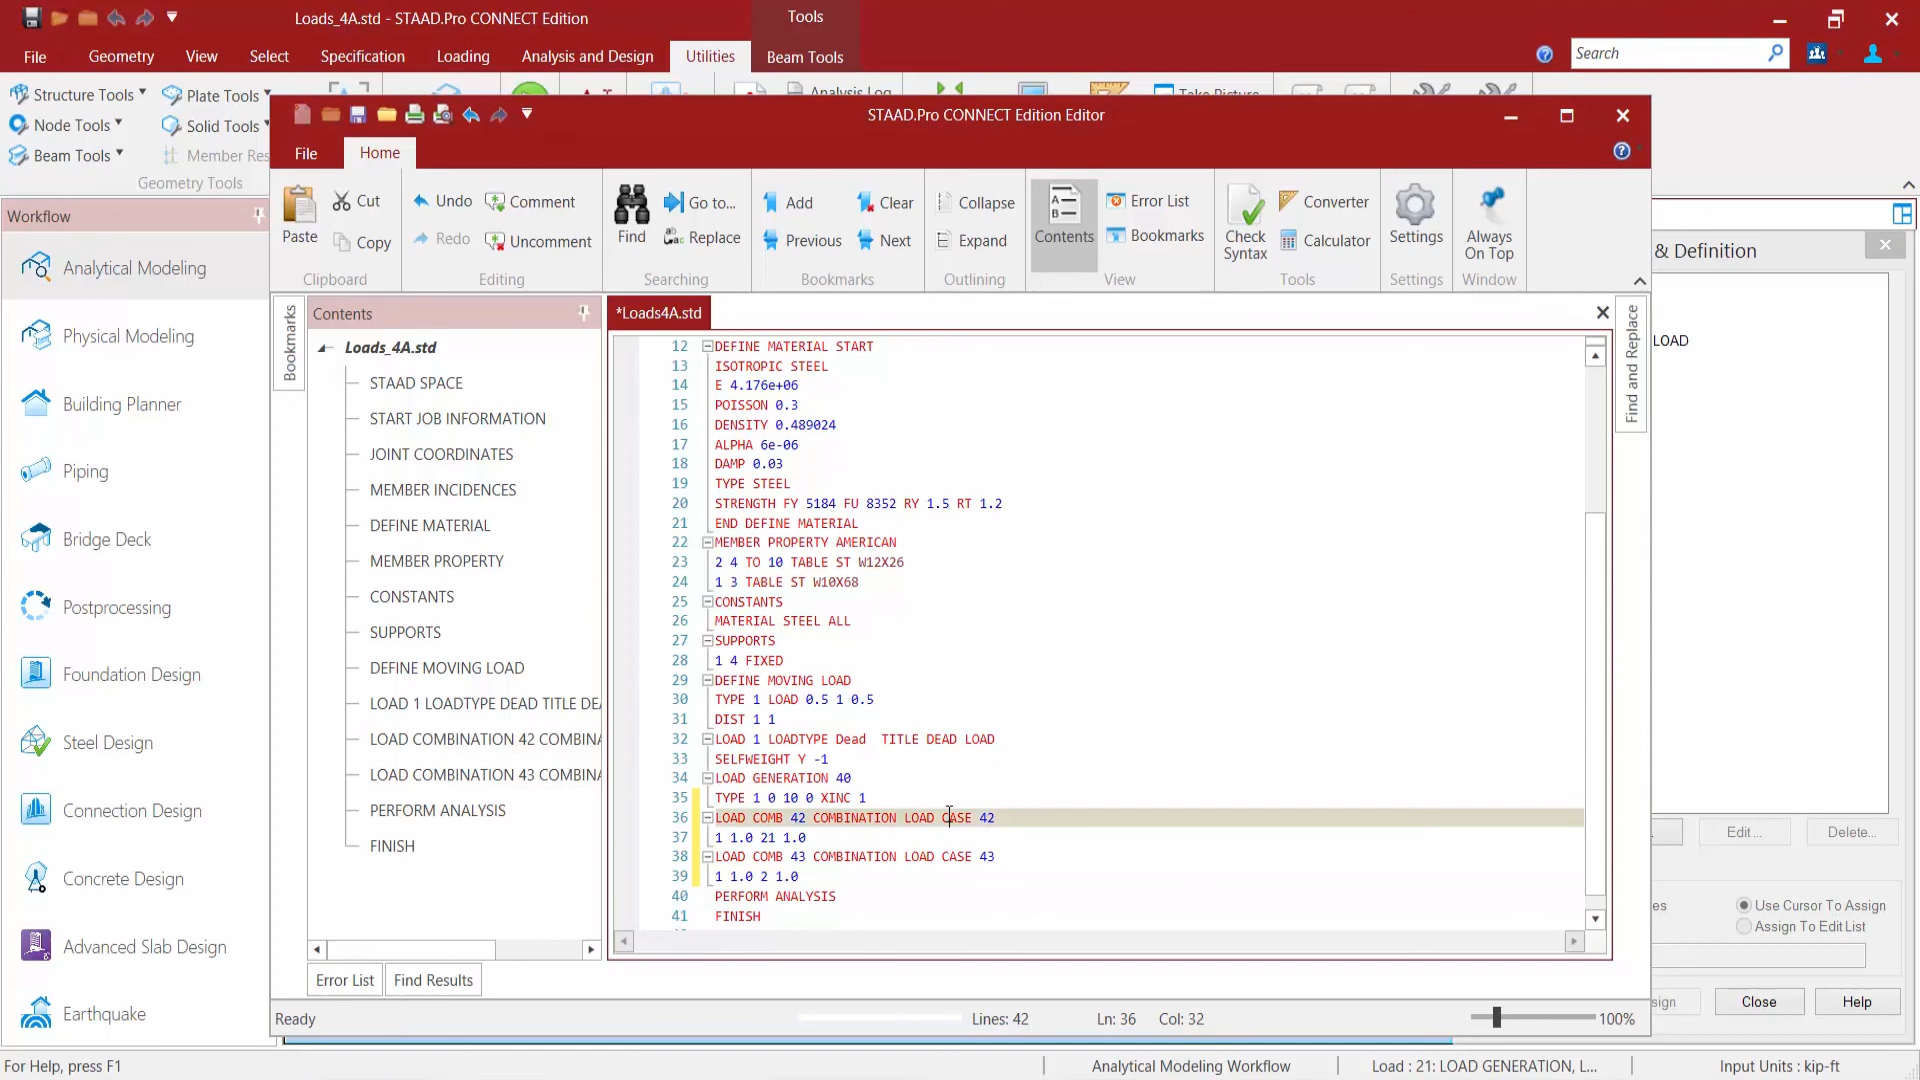 Loads_4A.std - STAAD.Pro CONNECT Edition
Tools
File
Geometry
View
Select
Specification
Loading
Analysis and Design
Utilities
Beam Tools
Search
Structure Tools
Plate Tools
Node Tools
Solid Tools
Beam Tools
Member Res
Geometry Tools
Analysis Log
Take Picture
STAAD.Pro CONNECT Edition Editor
File
Home
Paste
Cut
Copy
Clipboard
Undo
Redo
Comment
Uncomment
Editing
Find
Go to...
Replace
Searching
Add
Clear
Previous
Next
Bookmarks
Collapse
Expand
Outlining
Contents
Error List
Bookmarks
View
Check Syntax
Converter
Calculator
Tools
Settings
Settings
Always On Top
Window
Workflow
Analytical Modeling
Physical Modeling
Building Planner
Piping
Bridge Deck
Postprocessing
Foundation Design
Steel Design
Connection Design
Concrete Design
Advanced Slab Design
Earthquake
Bookmarks
Contents
Loads_4A.std
STAAD SPACE
START JOB INFORMATION
JOINT COORDINATES
MEMBER INCIDENCES
DEFINE MATERIAL
MEMBER PROPERTY
CONSTANTS
SUPPORTS
DEFINE MOVING LOAD
LOAD 1 LOADTYPE DEAD TITLE DEA
LOAD COMBINATION 42 COMBINA
LOAD COMBINATION 43 COMBINA
PERFORM ANALYSIS
FINISH
*Loads4A.std
12 DEFINE MATERIAL START
13 ISOTROPIC STEEL
14 E 4.176e+06
15 POISSON 0.3
16 DENSITY 0.489024
17 ALPHA 6e-06
18 DAMP 0.03
19 TYPE STEEL
20 STRENGTH FY 5184 FU 8352 RY 1.5 RT 1.2
21 END DEFINE MATERIAL
22 MEMBER PROPERTY AMERICAN
23 2 4 TO 10 TABLE ST W12X26
24 1 3 TABLE ST W10X68
25 CONSTANTS
26 MATERIAL STEEL ALL
27 SUPPORTS
28 1 4 FIXED
29 DEFINE MOVING LOAD
30 TYPE 1 LOAD 0.5 1 0.5
31 DIST 1 1
32 LOAD 1 LOADTYPE Dead  TITLE DEAD LOAD
33 SELFWEIGHT Y -1
34 LOAD GENERATION 40
35 TYPE 1 0 10 0 XINC 1
36 LOAD COMB 42 COMBINATION LOAD CASE 42
37 1 1.0 21 1.0
38 LOAD COMB 43 COMBINATION LOAD CASE 43
39 1 1.0 2 1.0
40 PERFORM ANALYSIS
41 FINISH
Find and Replace
& Definition
LOAD
Edit...
Delete...
es
Use Cursor To Assign
Assign To Edit List
sign
Close
Help
Error List
Find Results
Ready
Lines: 42
Ln: 36
Col: 32
100%
For Help, press F1
Analytical Modeling Workflow
Load : 21: LOAD GENERATION, L...
Input Units : kip-ft